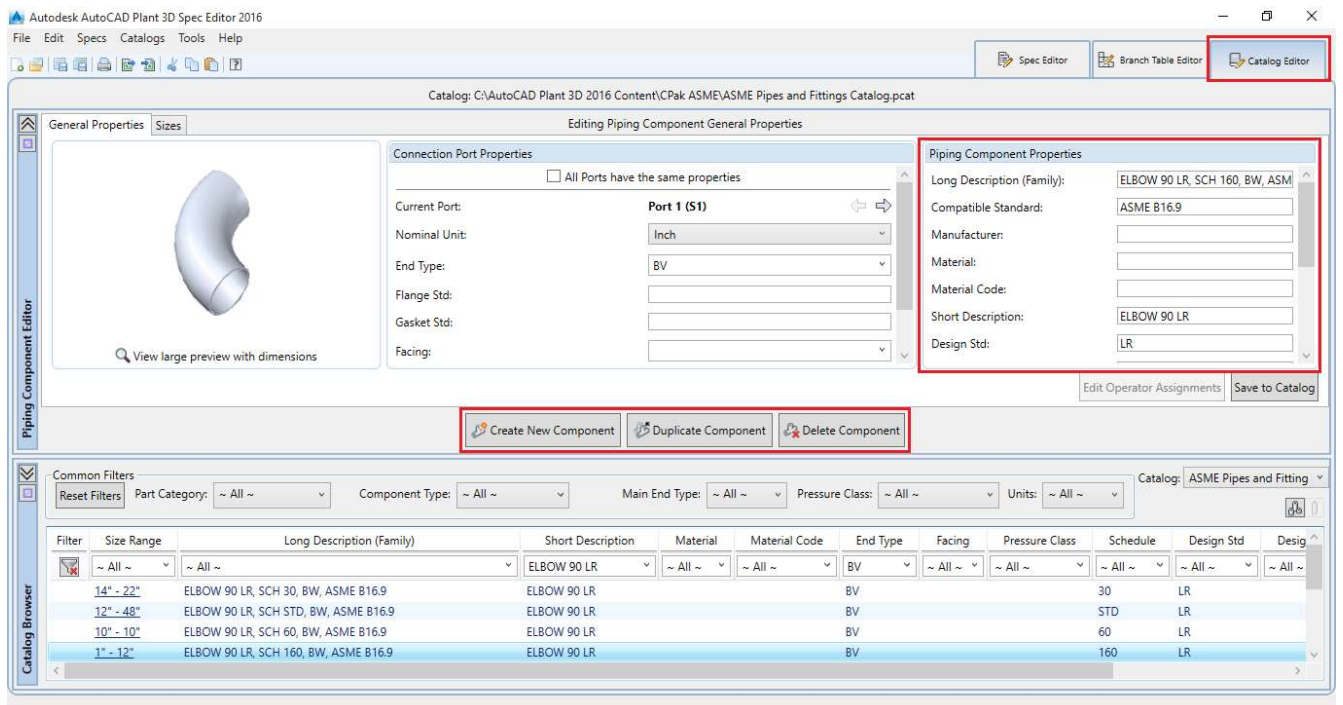 Autodesk AutoCAD Plant 3D Spec Editor 2016
File Edit Specs Catalogs Tools Help
Spec Editor Branch Table Editor Catalog Editor
Catalog: C:\AutoCAD Plant 3D 2016 Content\CPak ASME\ASME Pipes and Fittings Catalog.pcat
General Properties Sizes Editing Piping Component General Properties
Piping Component Editor
View large preview with dimensions
Connection Port Properties
All Ports have the same properties
Current Port: Port 1 (S1)
Nominal Unit: Inch
End Type: BV
Flange Std:
Gasket Std:
Facing:
Piping Component Properties
Long Description (Family): ELBOW 90 LR, SCH 160, BW, ASM
Compatible Standard: ASME B16.9
Manufacturer:
Material:
Material Code:
Short Description: ELBOW 90 LR
Design Std: LR
Edit Operator Assignments Save to Catalog
Create New Component Duplicate Component Delete Component
Catalog Browser
Common Filters
Catalog: ASME Pipes and Fitting
Reset Filters Part Category: ~ All ~ Component Type: ~ All ~ Main End Type: ~ All ~ Pressure Class: ~ All ~ Units: ~ All ~
Filter Size Range Long Description (Family) Short Description Material Material Code End Type Facing Pressure Class Schedule Design Std Desig
~ All ~ ~ All ~ ELBOW 90 LR ~ All ~ ~ All ~ BV ~ All ~ ~ All ~ ~ All ~ ~ All ~ ~ All ~
14" - 22" ELBOW 90 LR, SCH 30, BW, ASME B16.9 ELBOW 90 LR BV 30 LR
12" - 48" ELBOW 90 LR, SCH STD, BW, ASME B16.9 ELBOW 90 LR BV STD LR
10" - 10" ELBOW 90 LR, SCH 60, BW, ASME B16.9 ELBOW 90 LR BV 60 LR
1" - 12" ELBOW 90 LR, SCH 160, BW, ASME B16.9 ELBOW 90 LR BV 160 LR